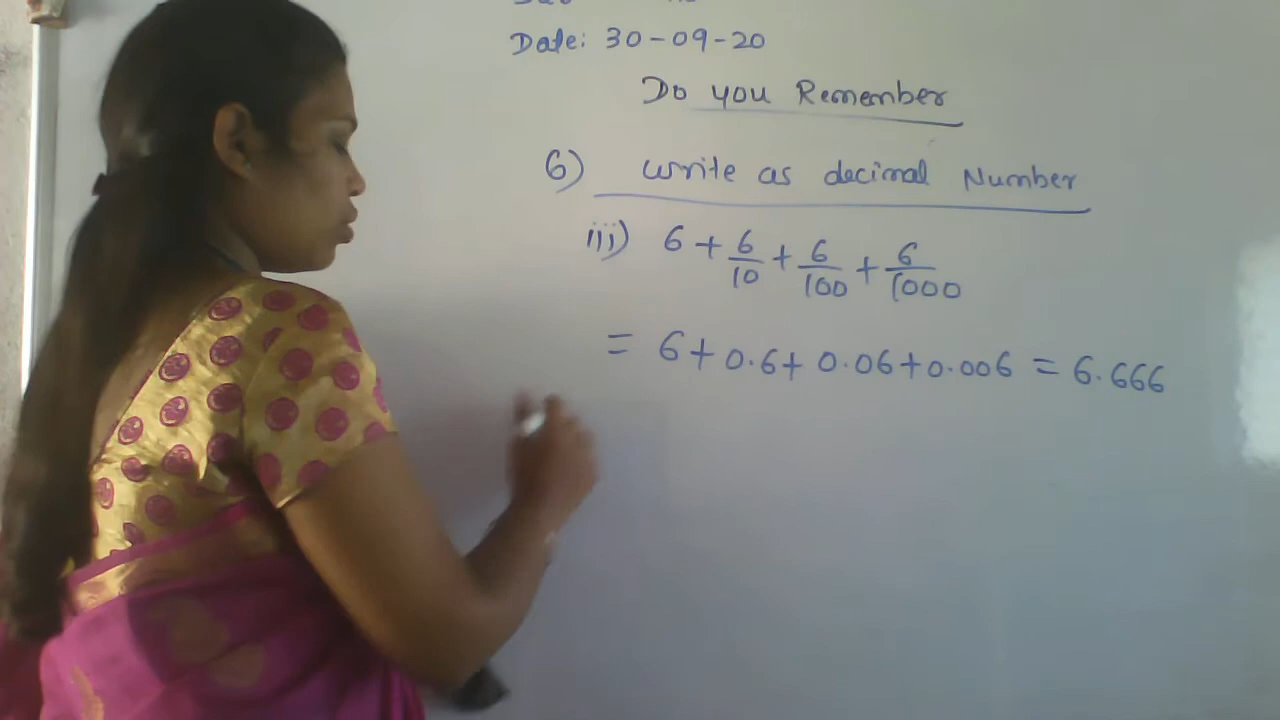 Date: 30-09-20
Do you Remember
6) write as decimal Number
iii) 6 + 6/10 + 6/100 + 6/1000
= 6 + 0.6 + 0.06 + 0.006 = 6.666